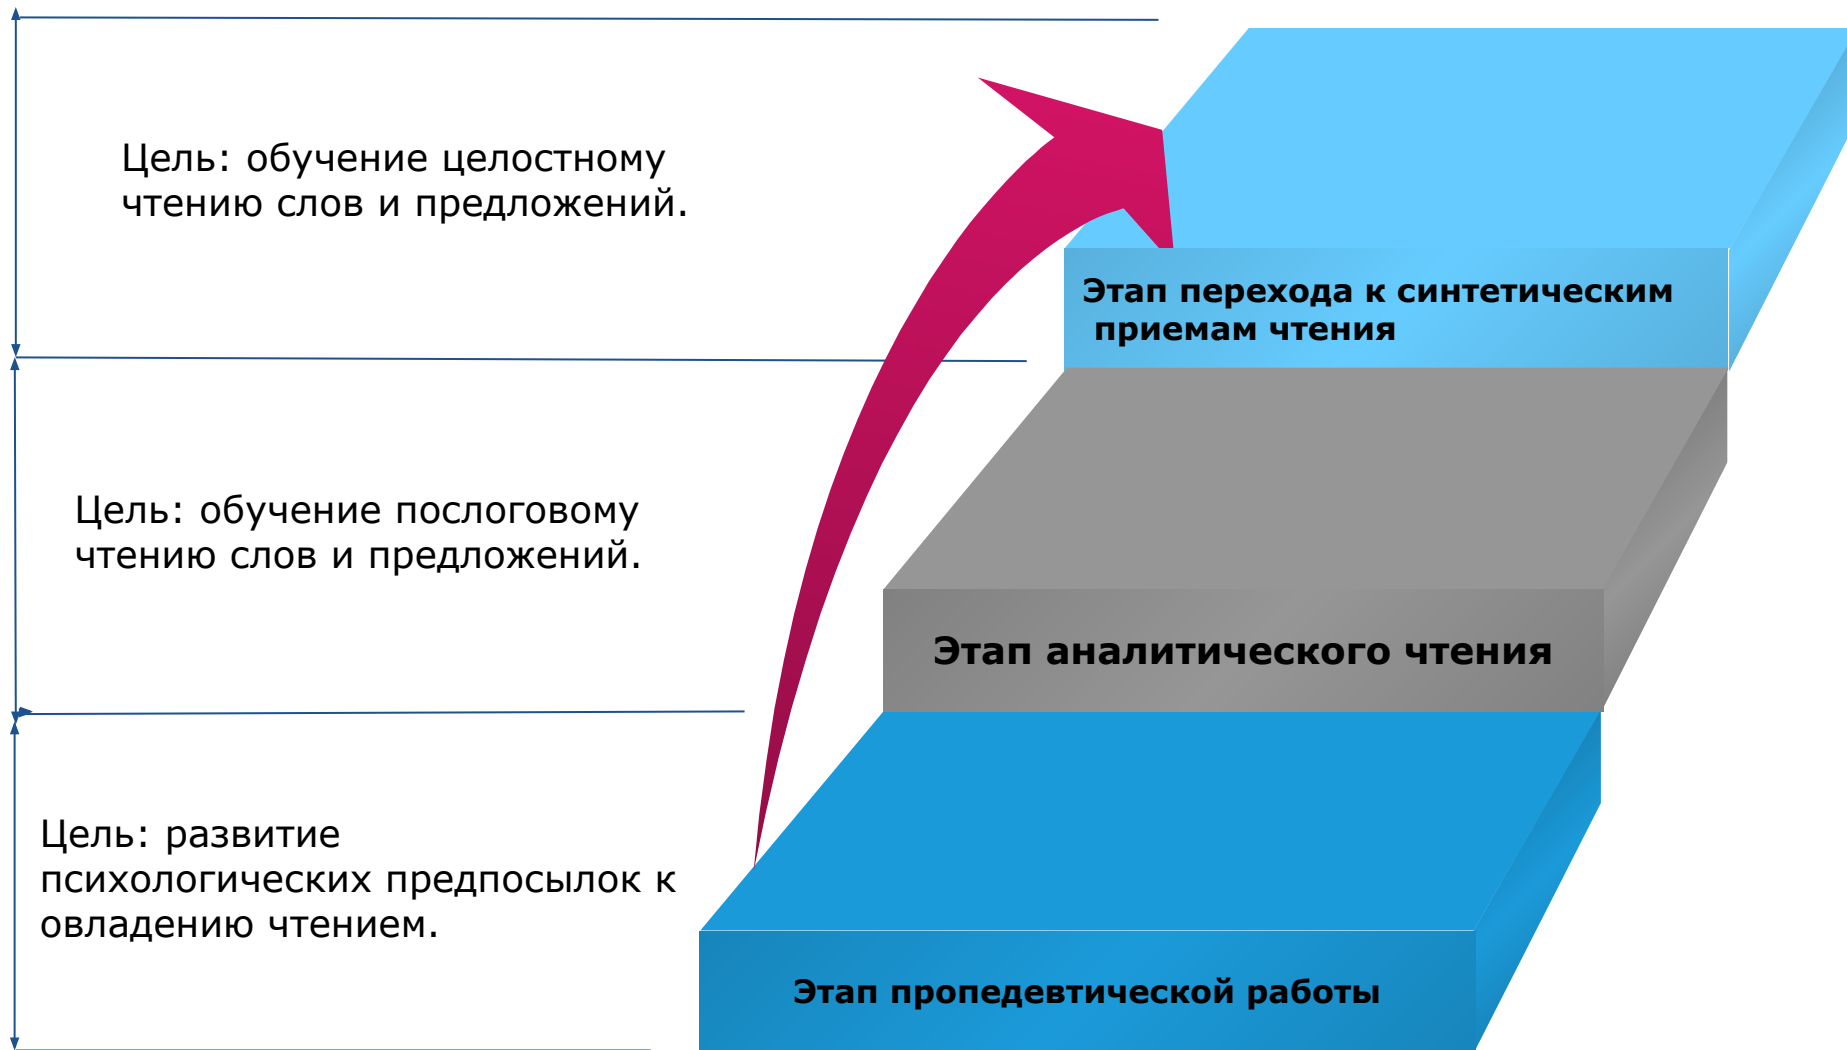 Цель: обучение целостному
чтению слов и предложений.
Этап перехода к синтетическим
приемам чтения
Цель: обучение послоговому
чтению слов и предложений.
Этап аналитического чтения
Цель: развитие
психологических предпосылок к
овладению чтением.
Этап пропедевтической работы